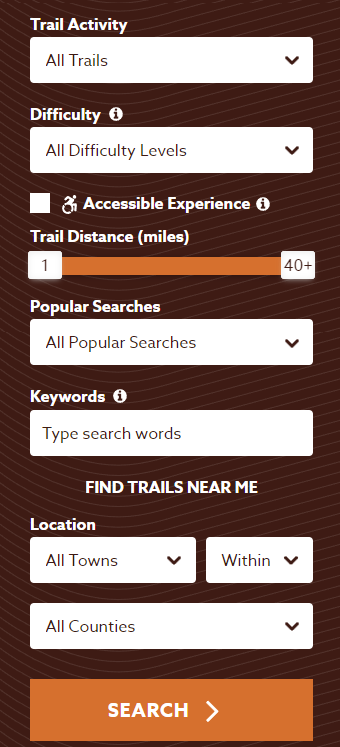 Trail Activity
All Trails
Difficulty
All Difficulty Levels
Accessible Experience
Trail Distance (miles)
1 40+
Popular Searches
All Popular Searches
Keywords
Type search words
FIND TRAILS NEAR ME
Location
All Towns Within
All Counties
SEARCH